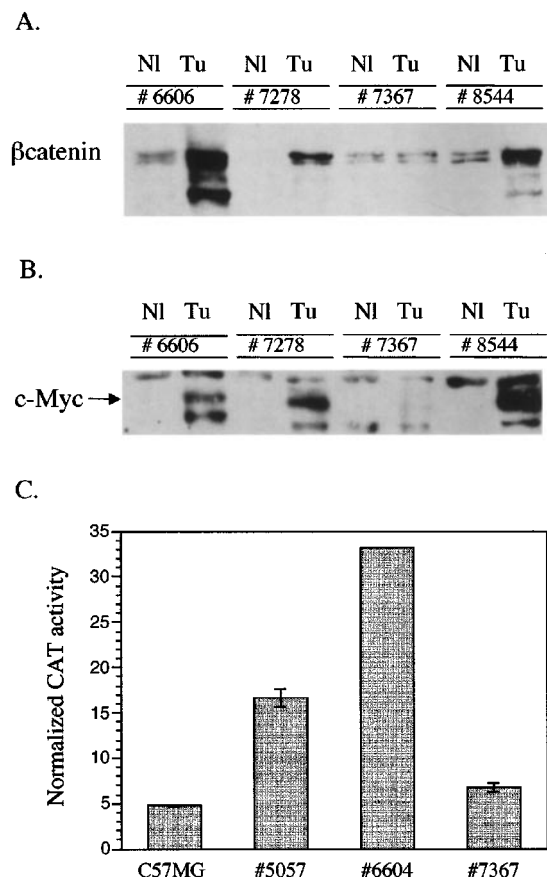 A.
Nl Tu Nl Tu Nl Tu Nl Tu
# 6606 # 7278 # 7367 # 8544
βcatenin
B.
Nl Tu Nl Tu Nl Tu Nl Tu
# 6606 # 7278 # 7367 # 8544
c-Myc
C.
Normalized CAT activity
35
30
25
20
15
10
5
0
C57MG #5057 #6604 #7367